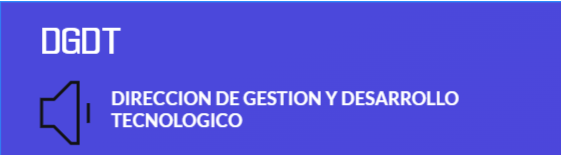 DGDT
DIRECCION DE GESTION Y DESARROLLO
TECNOLOGICO